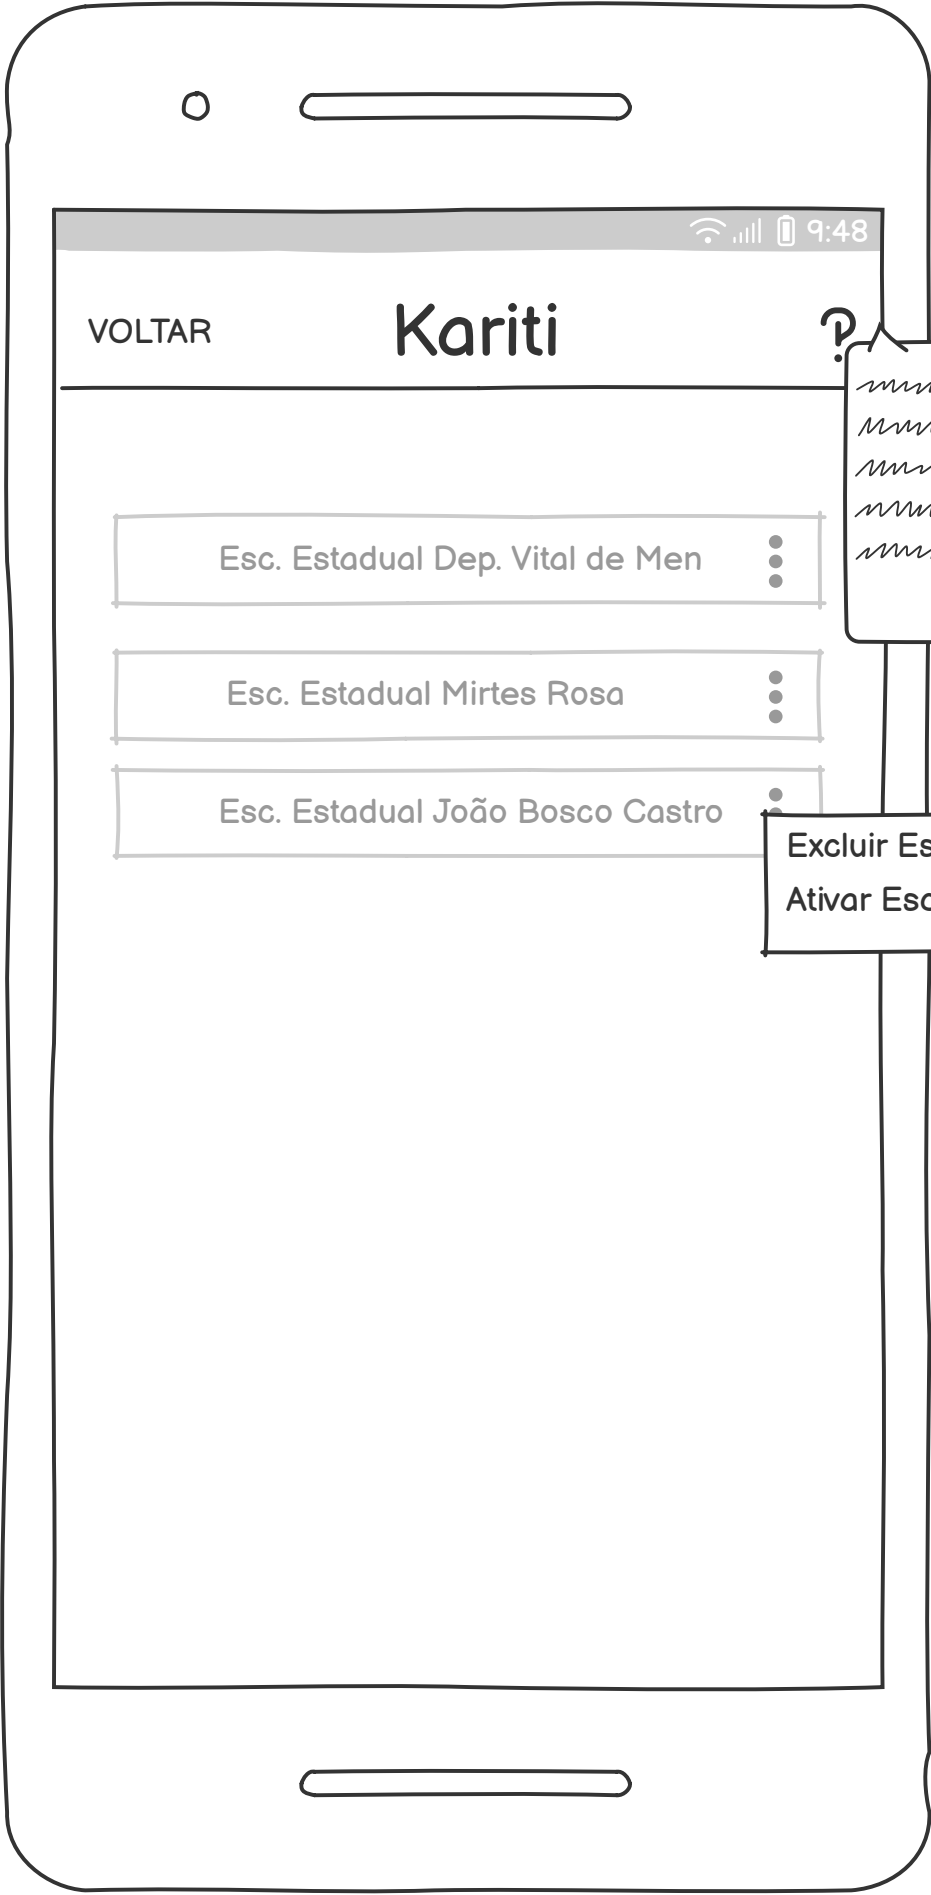 9:48
VOLTAR
Kariti
?
Esc. Estadual Dep. Vital de Men
Esc. Estadual Mirtes Rosa
Esc. Estadual João Bosco Castro
Excluir Es
Ativar Esc